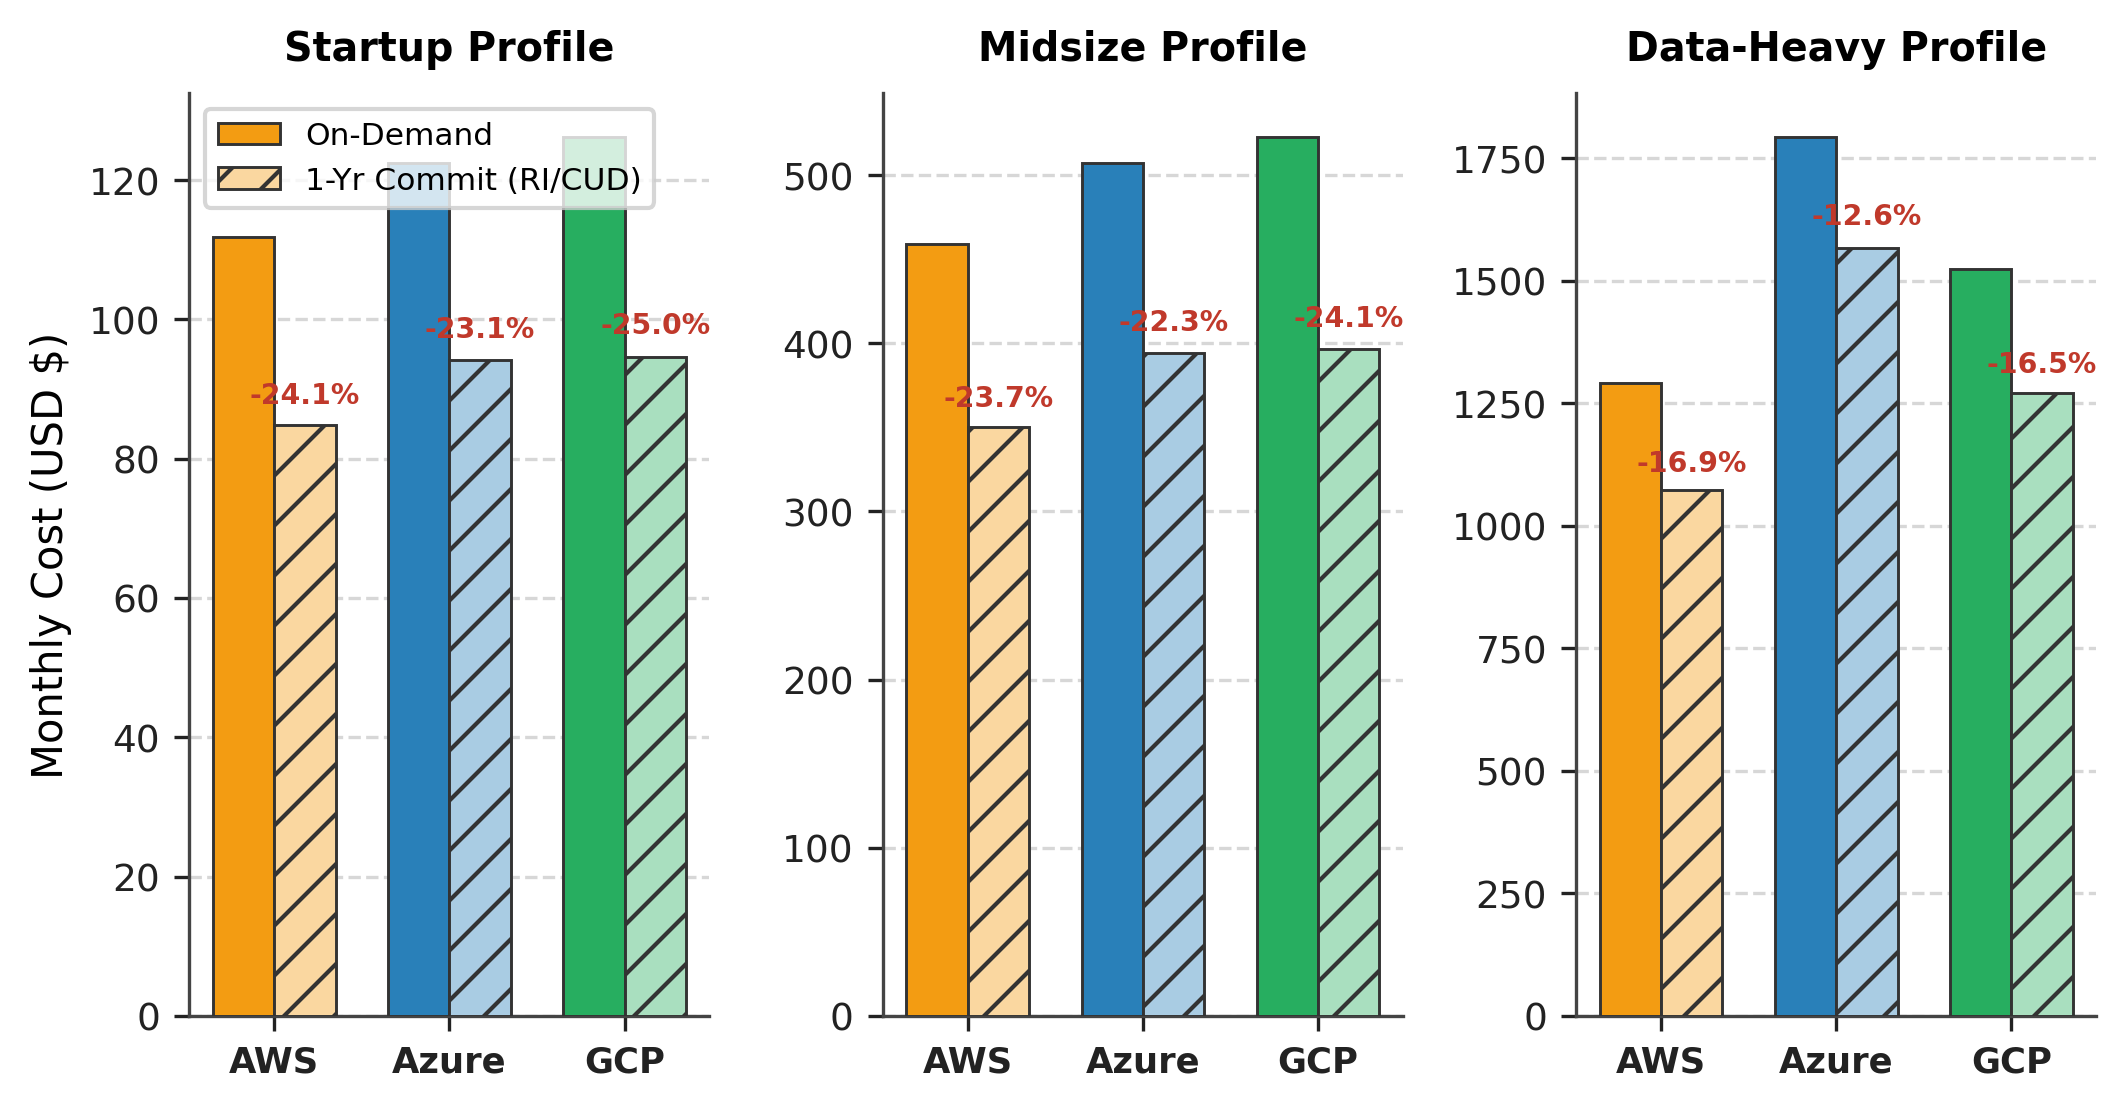 Startup Profile
Midsize Profile
Data-Heavy Profile
Monthly Cost (USD $)
On-Demand
1-Yr Commit (RI/CUD)
120
100
80
60
40
20
0
-24.1%
-23.1%
-25.0%
AWS
Azure
GCP
500
400
300
200
100
0
-23.7%
-22.3%
-24.1%
AWS
Azure
GCP
1750
1500
1250
1000
750
500
250
0
-16.9%
-12.6%
-16.5%
AWS
Azure
GCP